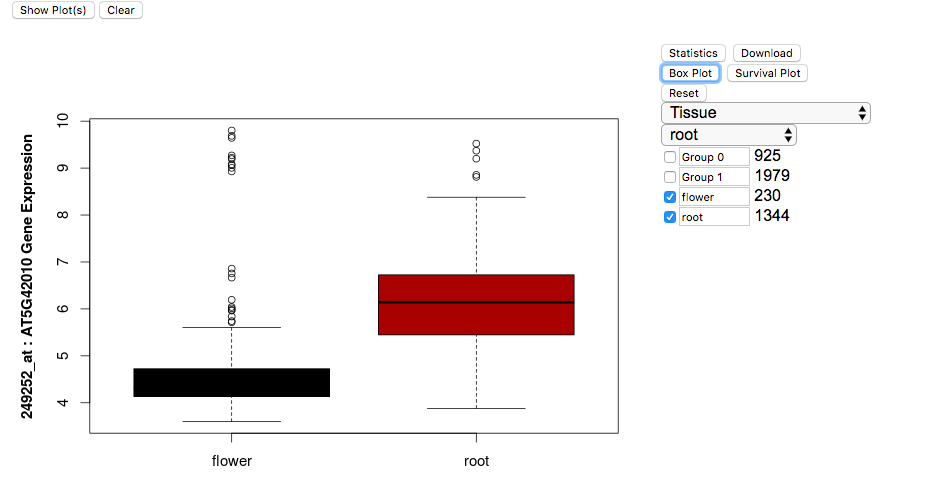 Show Plot(s) Clear
Statistics Download
Box Plot Survival Plot
Reset
Tissue
root
Group 0 925
Group 1 1979
flower 230
root 1344
249252_at : AT5G42010 Gene Expression
10
9
8
7
6
5
4
flower root